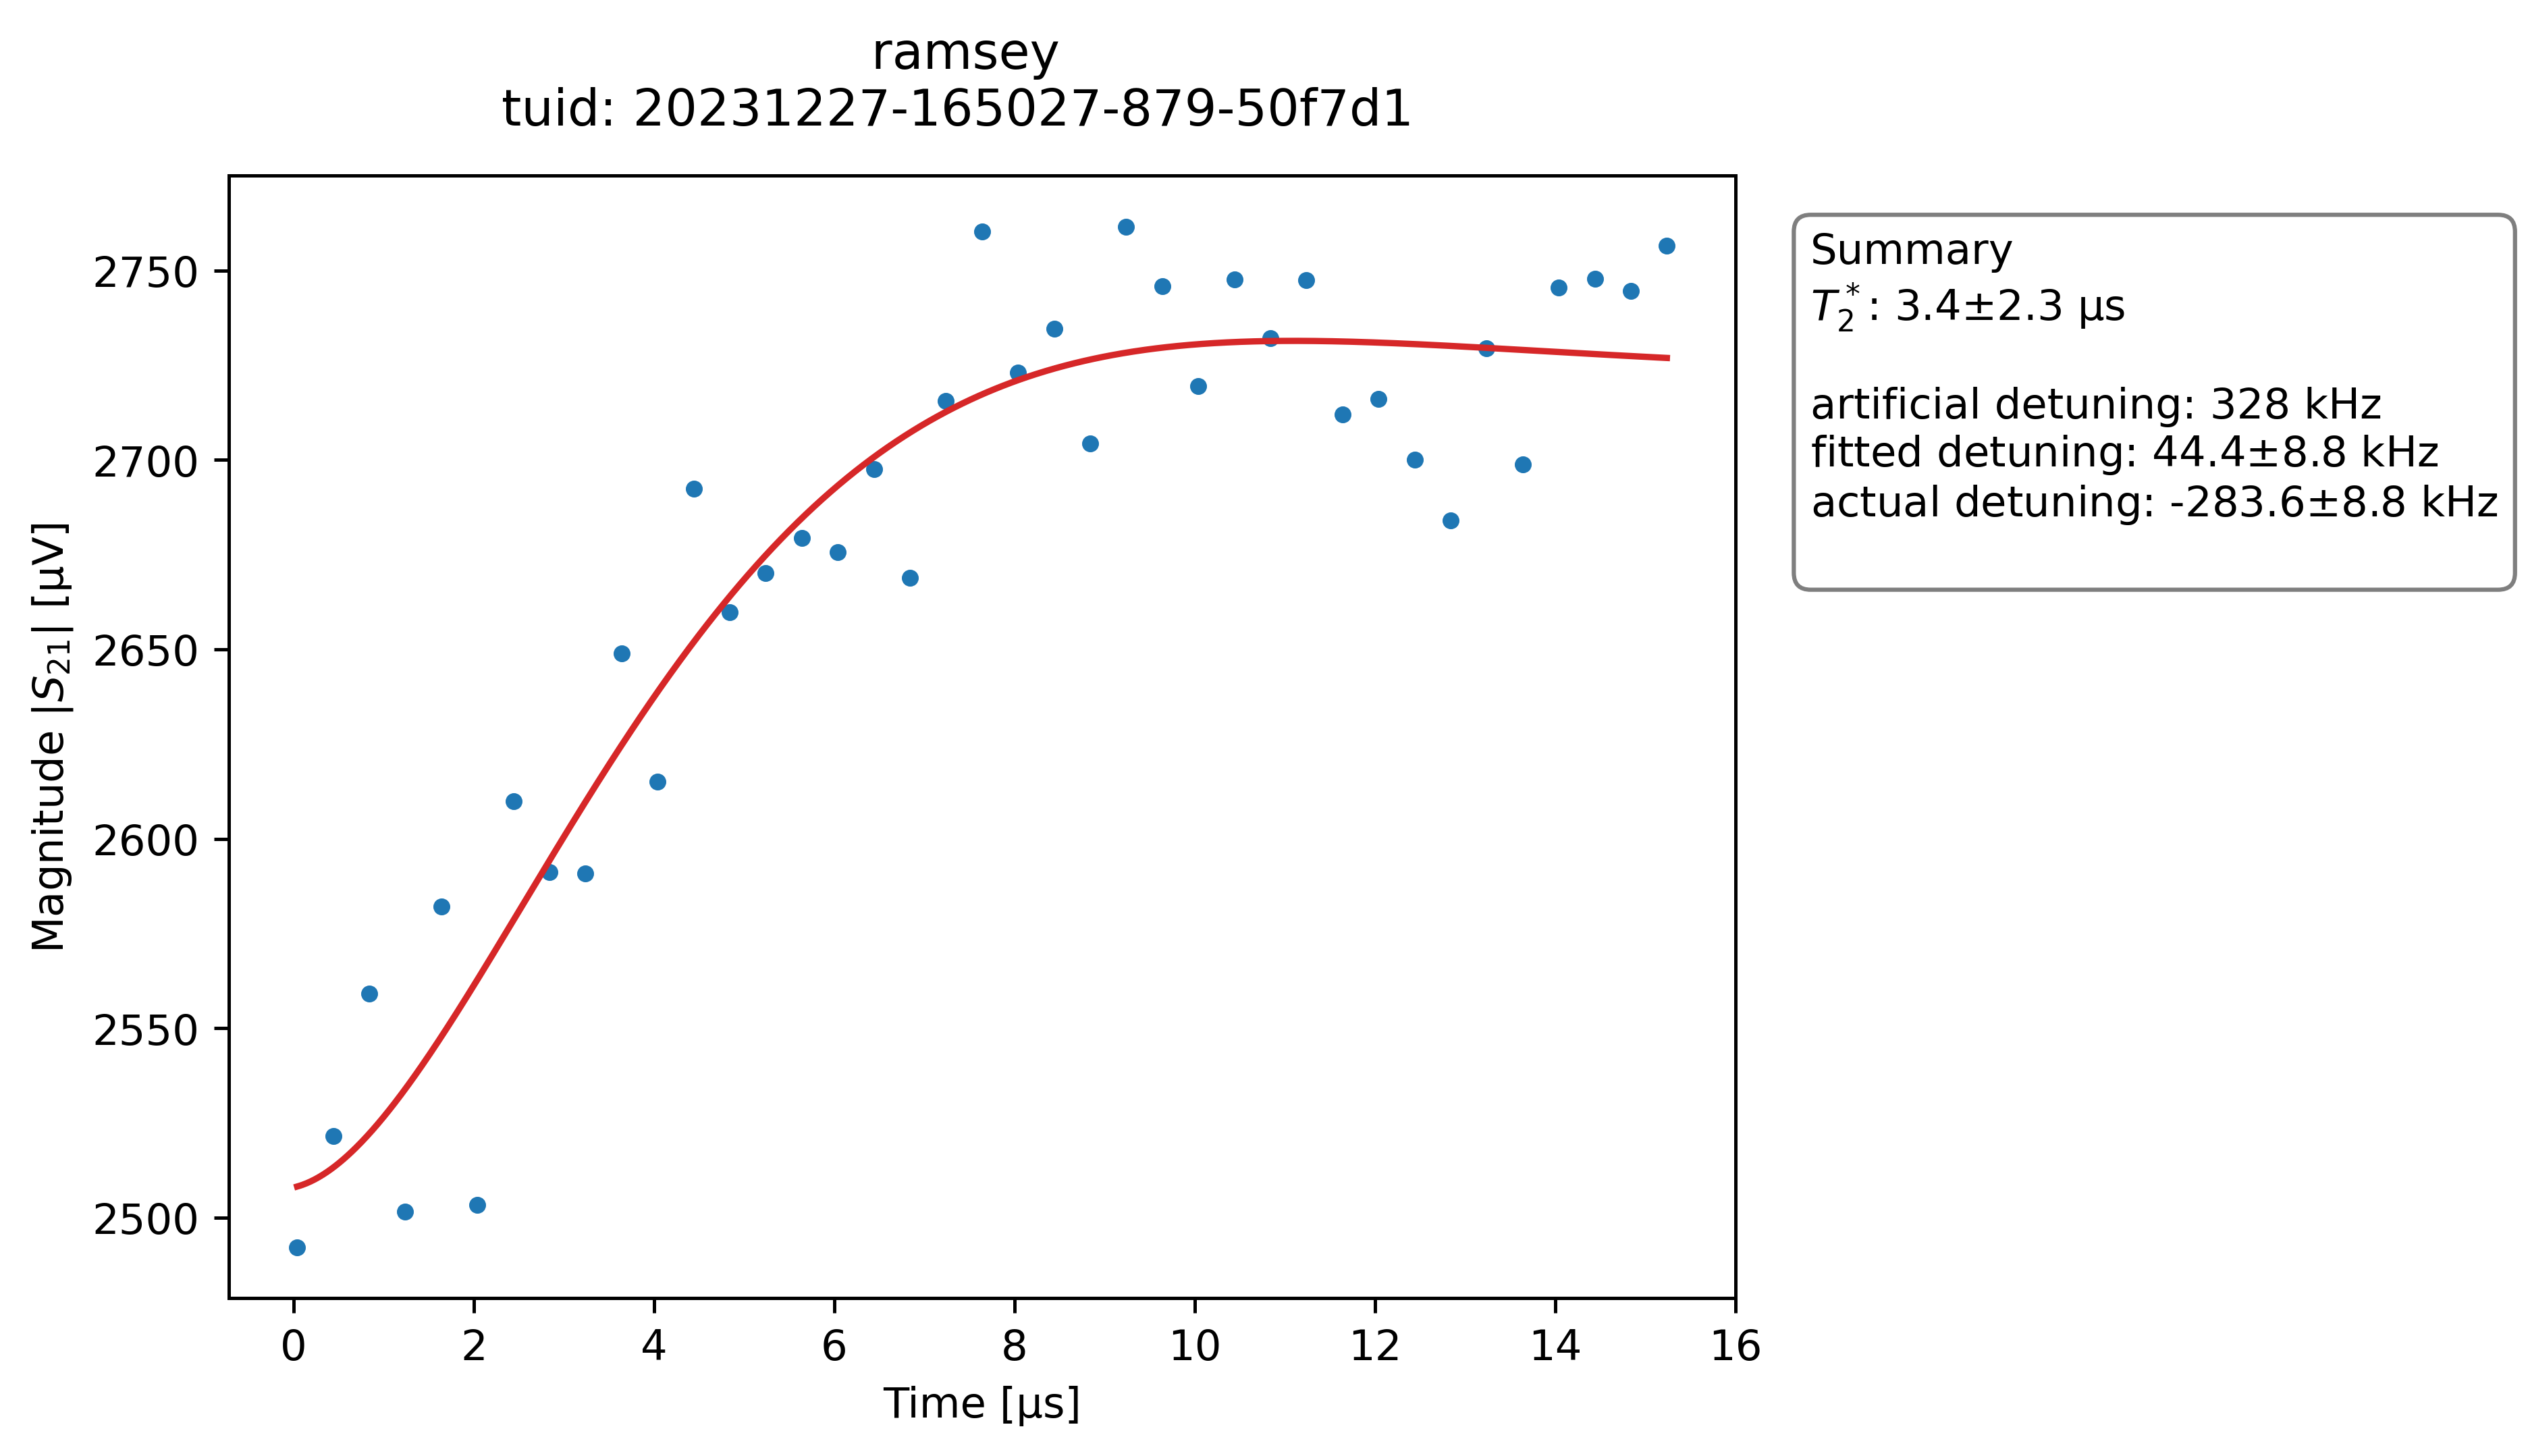 ramsey
tuid: 20231227-165027-879-50f7d1
Magnitude |S₂₁| [µV]
2750
2700
2650
2600
2550
2500
0 2 4 6 8 10 12 14 16
Time [µs]
Summary
T₂*: 3.4±2.3 µs
artificial detuning: 328 kHz
fitted detuning: 44.4±8.8 kHz
actual detuning: -283.6±8.8 kHz